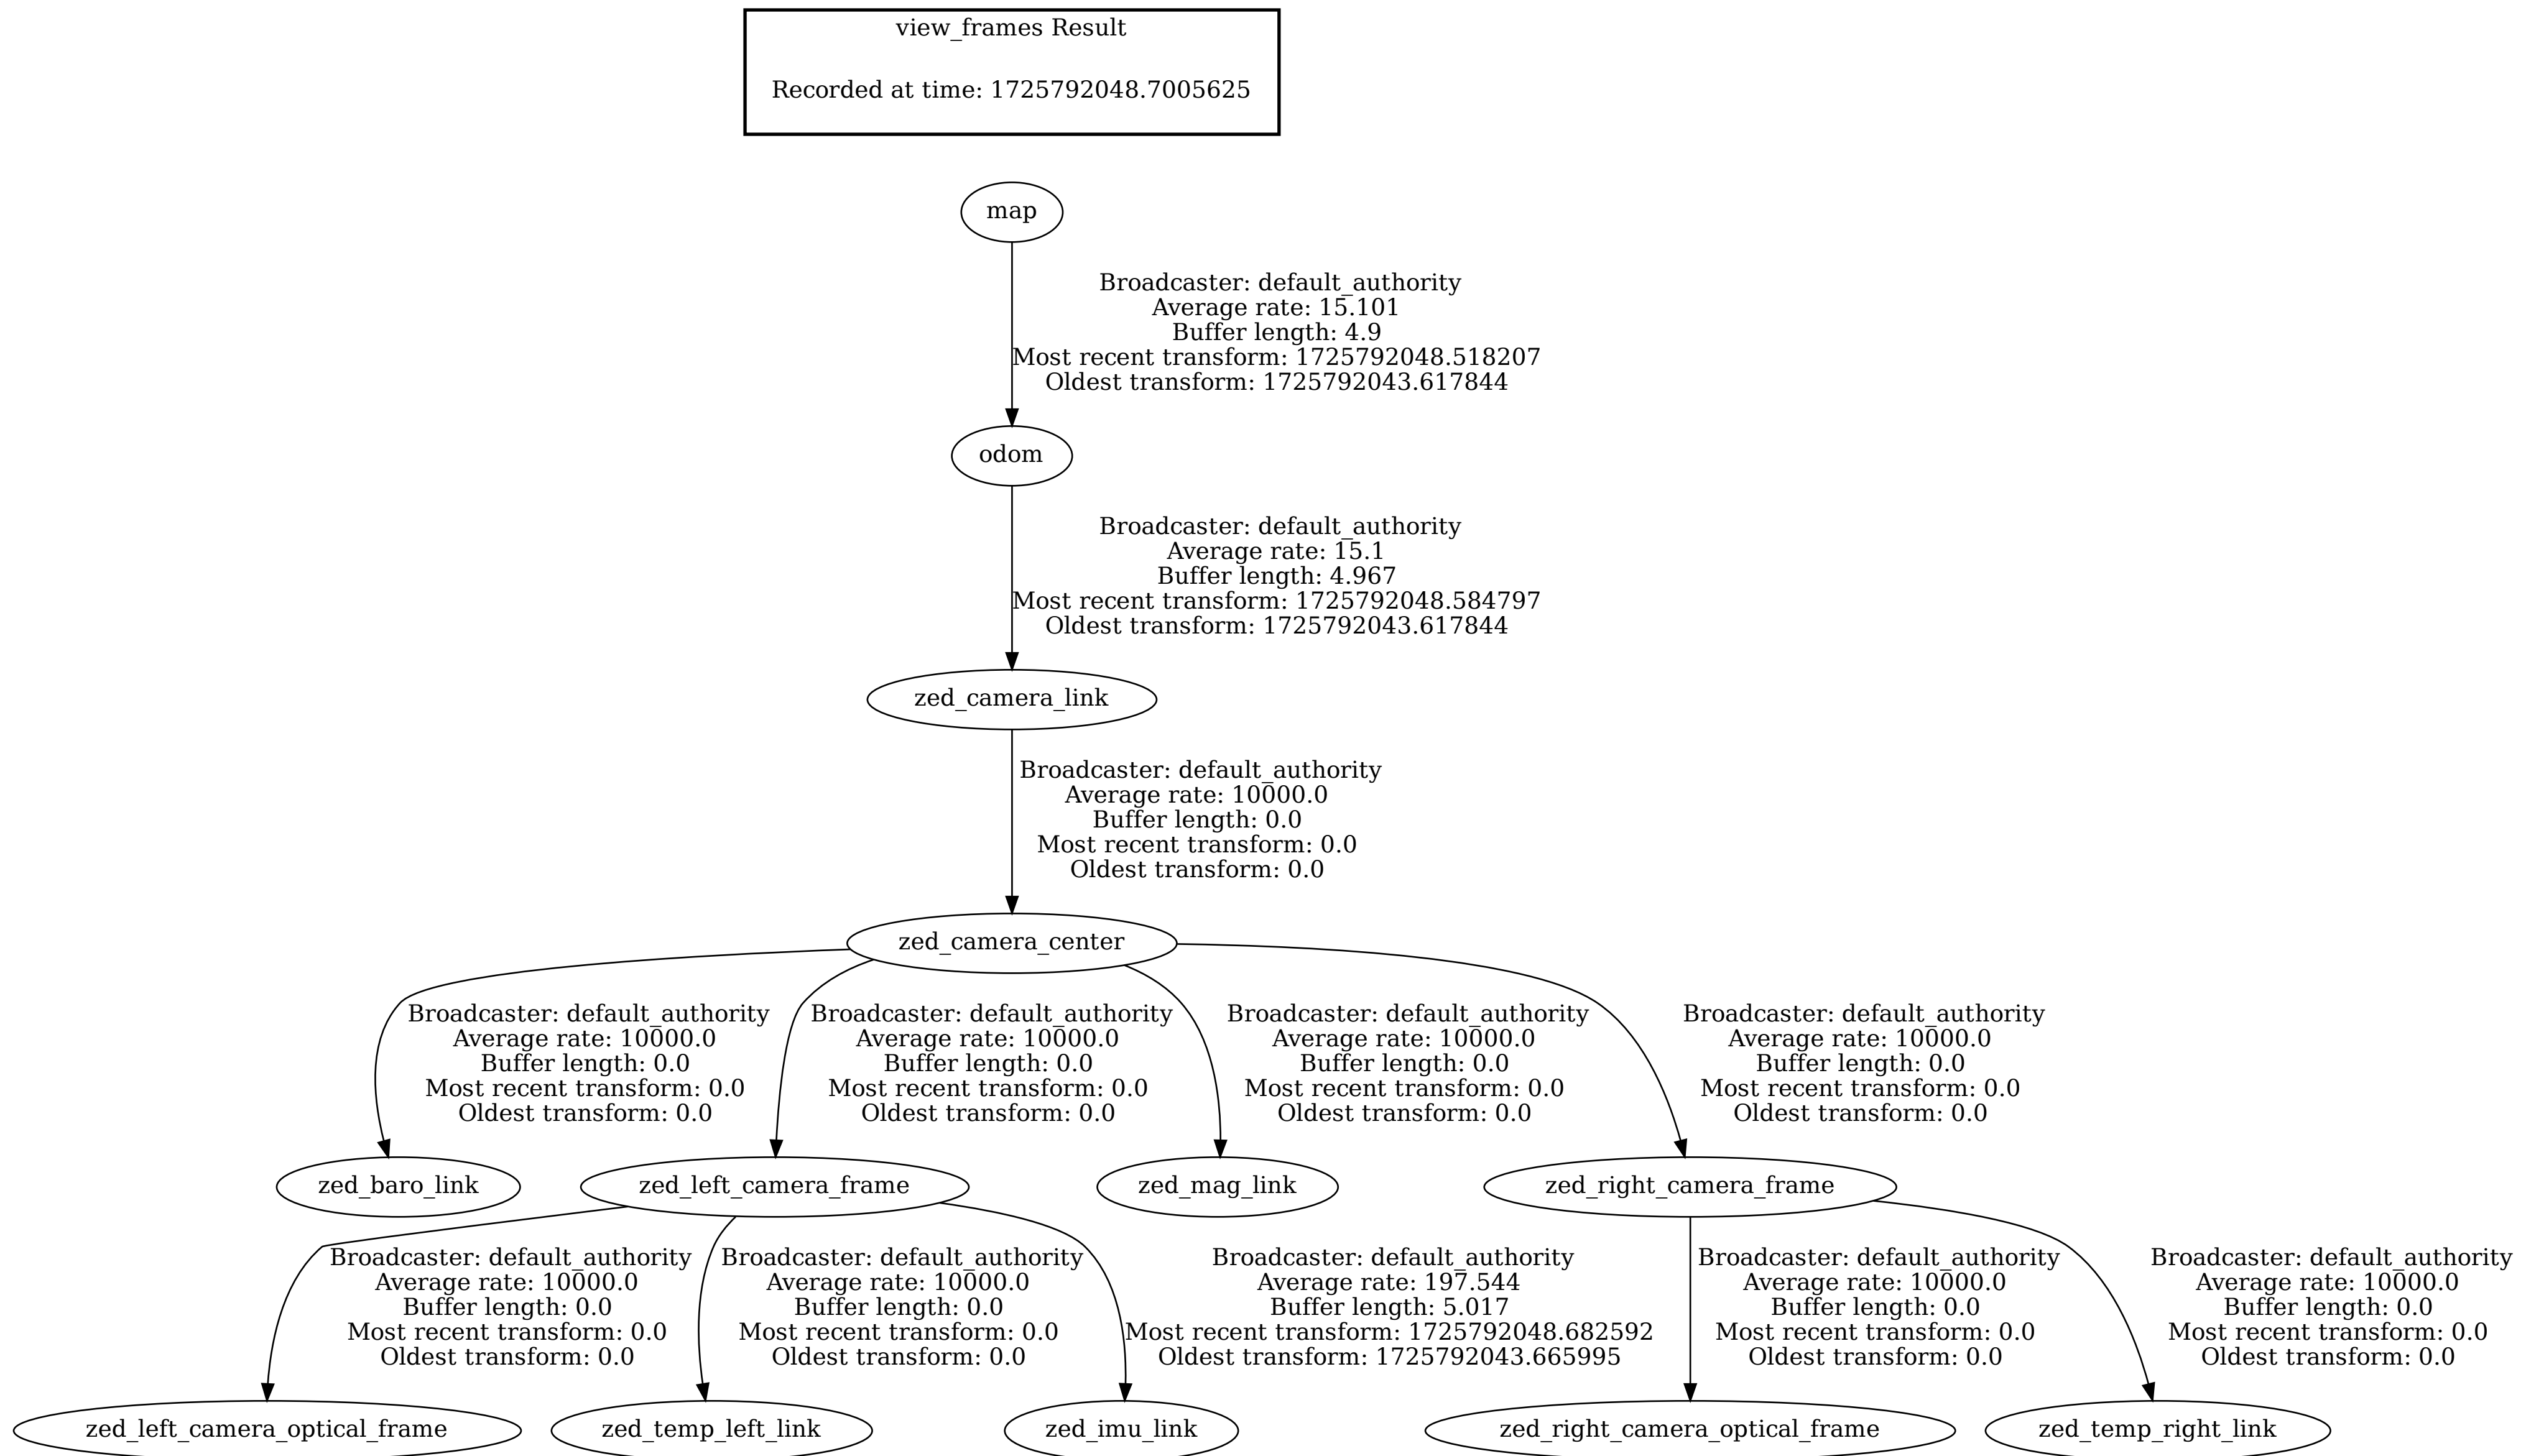 view_frames Result
Recorded at time: 1725792048.7005625
map
Broadcaster: default_authority
Average rate: 15.101
Buffer length: 4.9
Most recent transform: 1725792048.518207
Oldest transform: 1725792043.617844
odom
Broadcaster: default_authority
Average rate: 15.1
Buffer length: 4.967
Most recent transform: 1725792048.584797
Oldest transform: 1725792043.617844
zed_camera_link
Broadcaster: default_authority
Average rate: 10000.0
Buffer length: 0.0
Most recent transform: 0.0
Oldest transform: 0.0
zed_camera_center
Broadcaster: default_authority
Average rate: 10000.0
Buffer length: 0.0
Most recent transform: 0.0
Oldest transform: 0.0
Broadcaster: default_authority
Average rate: 10000.0
Buffer length: 0.0
Most recent transform: 0.0
Oldest transform: 0.0
Broadcaster: default_authority
Average rate: 10000.0
Buffer length: 0.0
Most recent transform: 0.0
Oldest transform: 0.0
Broadcaster: default_authority
Average rate: 10000.0
Buffer length: 0.0
Most recent transform: 0.0
Oldest transform: 0.0
zed_baro_link
zed_left_camera_frame
zed_mag_link
zed_right_camera_frame
Broadcaster: default_authority
Average rate: 10000.0
Buffer length: 0.0
Most recent transform: 0.0
Oldest transform: 0.0
Broadcaster: default_authority
Average rate: 10000.0
Buffer length: 0.0
Most recent transform: 0.0
Oldest transform: 0.0
Broadcaster: default_authority
Average rate: 197.544
Buffer length: 5.017
Most recent transform: 1725792048.682592
Oldest transform: 1725792043.665995
Broadcaster: default_authority
Average rate: 10000.0
Buffer length: 0.0
Most recent transform: 0.0
Oldest transform: 0.0
Broadcaster: default_authority
Average rate: 10000.0
Buffer length: 0.0
Most recent transform: 0.0
Oldest transform: 0.0
zed_left_camera_optical_frame
zed_temp_left_link
zed_imu_link
zed_right_camera_optical_frame
zed_temp_right_link